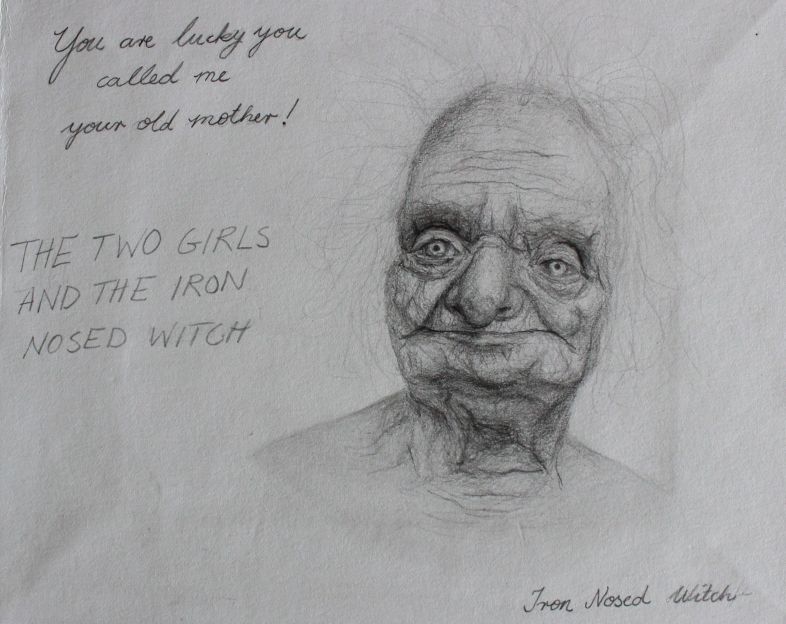 You are lucky you
called me
your old mother!
THE TWO GIRLS
AND THE IRON
NOSED WITCH
Iron Nosed Witch